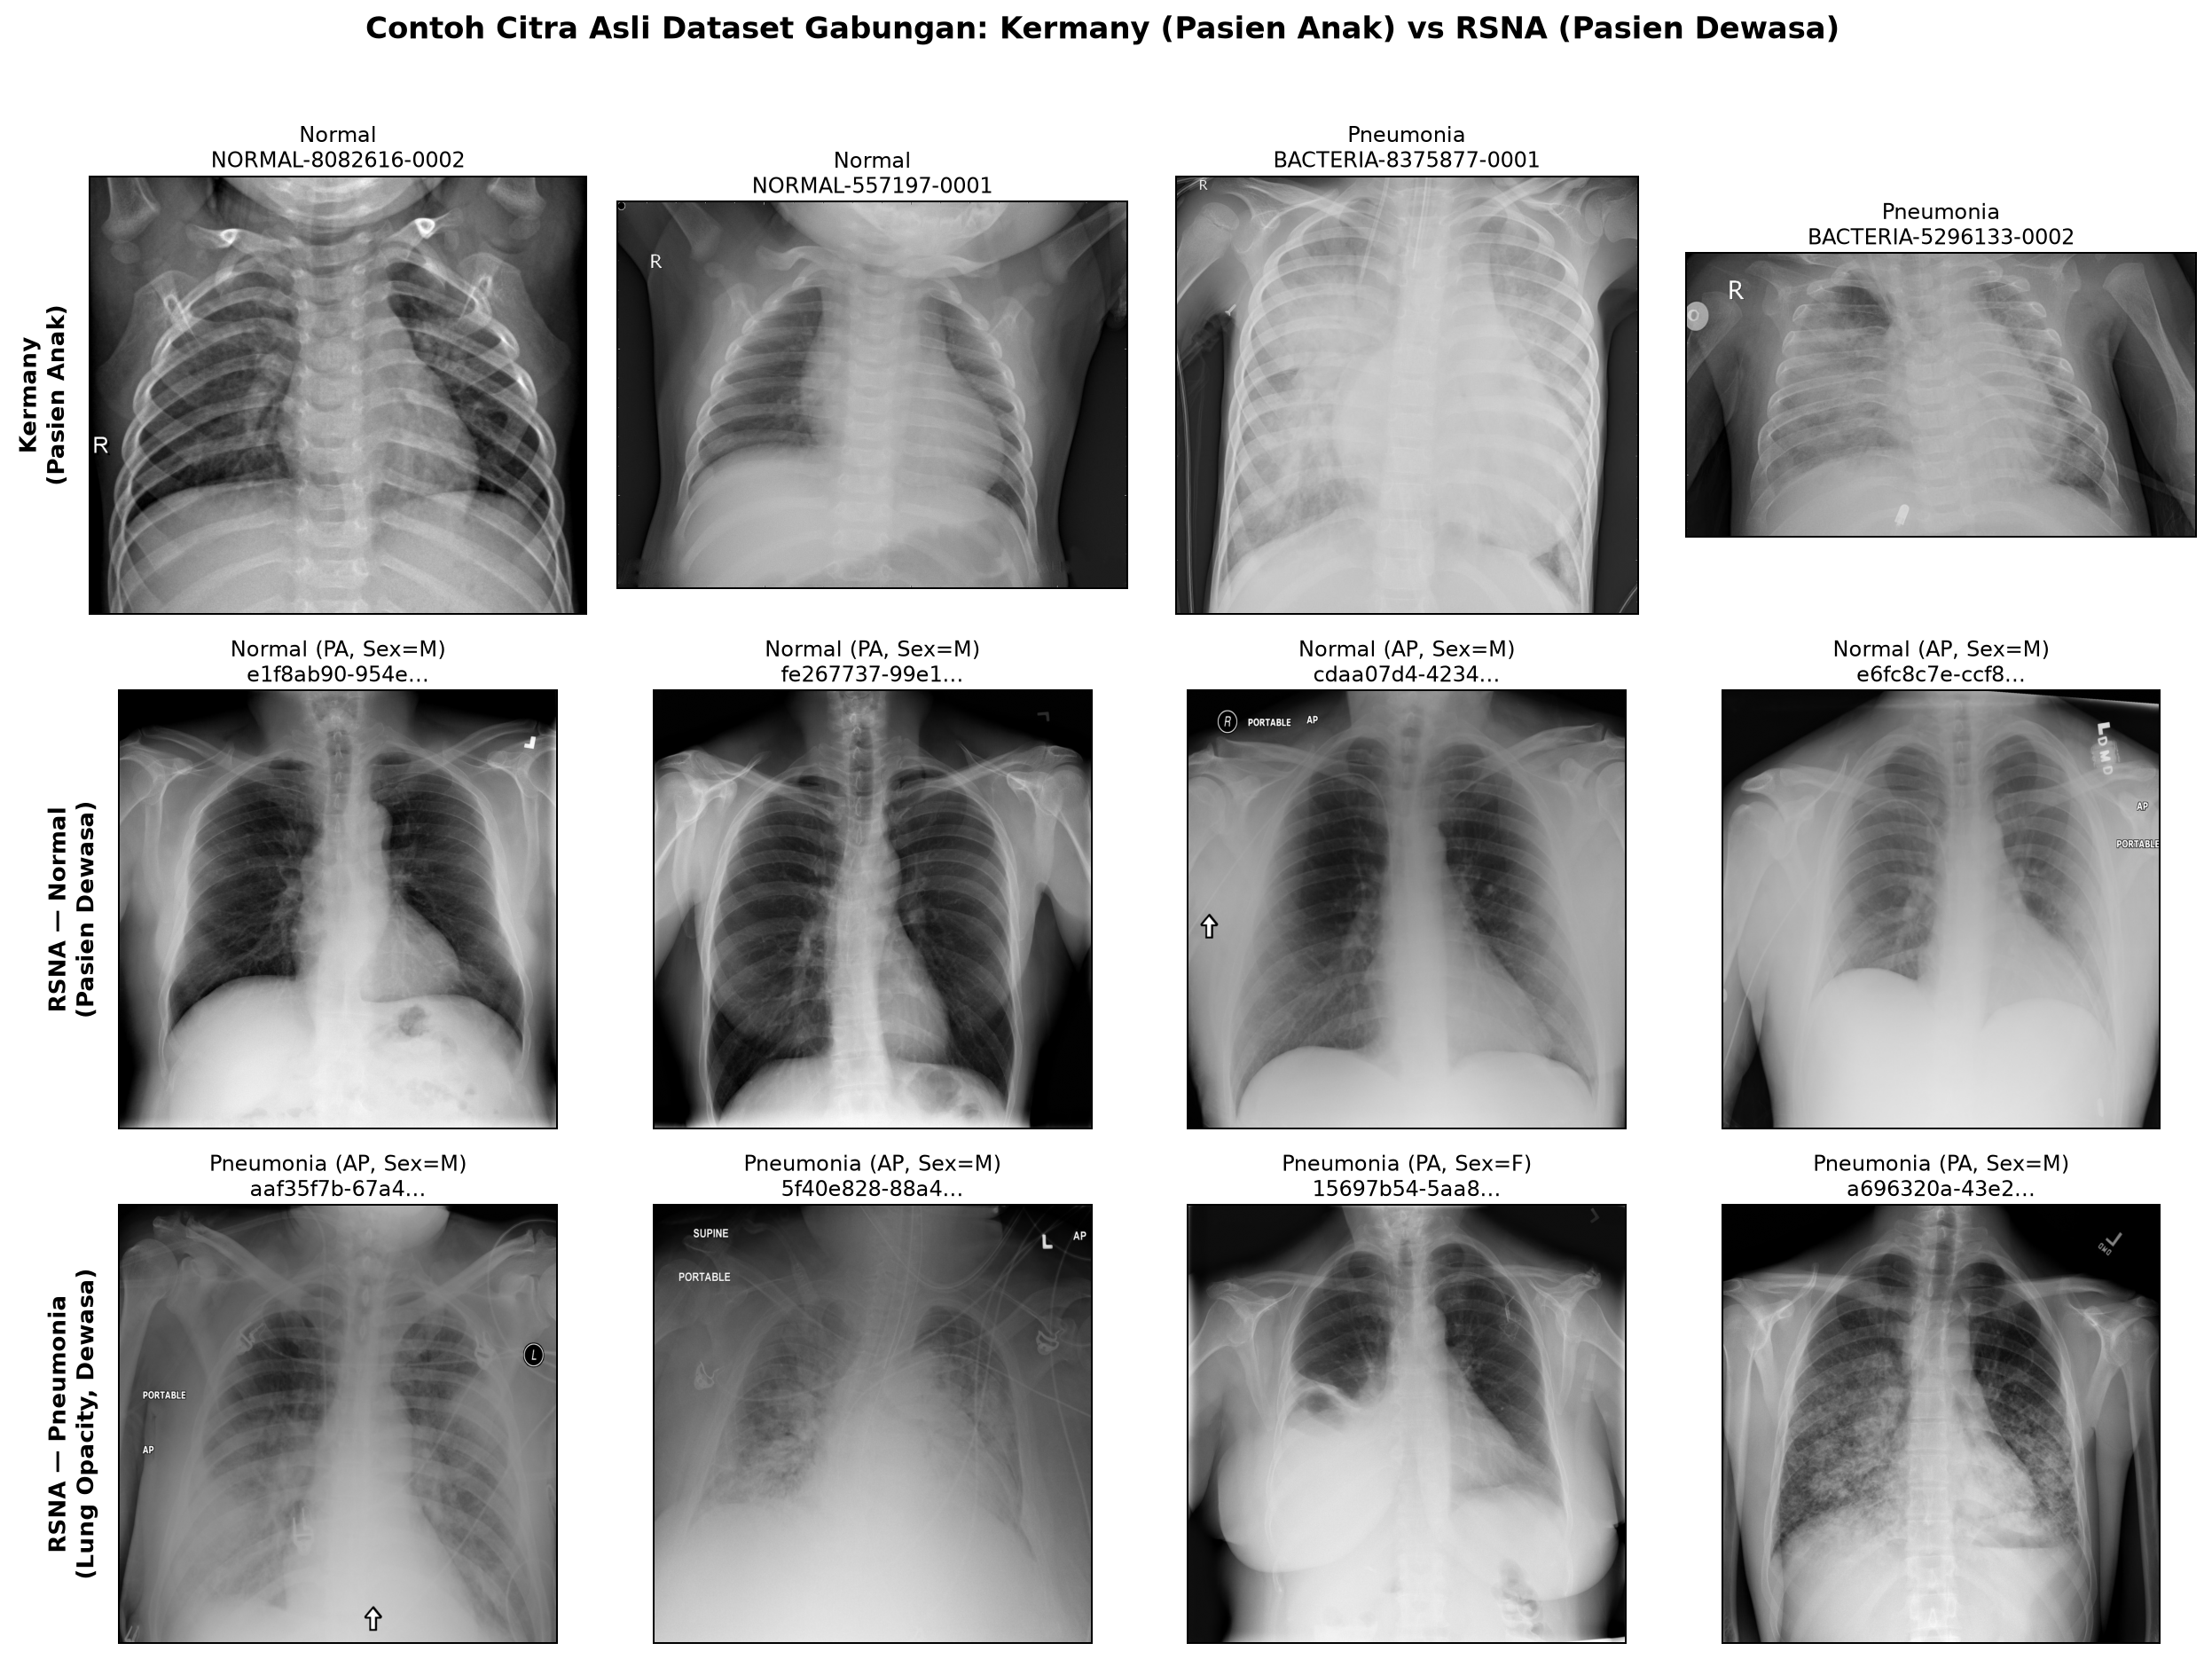 Contoh Citra Asli Dataset Gabungan: Kermany (Pasien Anak) vs RSNA (Pasien Dewasa)
Kermany
(Pasien Anak)
Normal
NORMAL-8082616-0002
R
Normal
NORMAL-557197-0001
R
Pneumonia
BACTERIA-8375877-0001
R
Pneumonia
BACTERIA-5296133-0002
R
RSNA — Normal
(Pasien Dewasa)
Normal (PA, Sex=M)
e1f8ab90-954e...
L
Normal (PA, Sex=M)
fe267737-99e1...
Normal (AP, Sex=M)
cdaa07d4-4234...
R PORTABLE AP
Normal (AP, Sex=M)
e6fc8c7e-ccf8...
L DMD
AP
PORTABLE
RSNA — Pneumonia
(Lung Opacity, Dewasa)
Pneumonia (AP, Sex=M)
aaf35f7b-67a4...
L
PORTABLE
AP
Pneumonia (AP, Sex=M)
5f40e828-88a4...
SUPINE
L AP
PORTABLE
Pneumonia (PA, Sex=F)
15697b54-5aa8...
Pneumonia (PA, Sex=M)
a696320a-43e2...
L
DMD